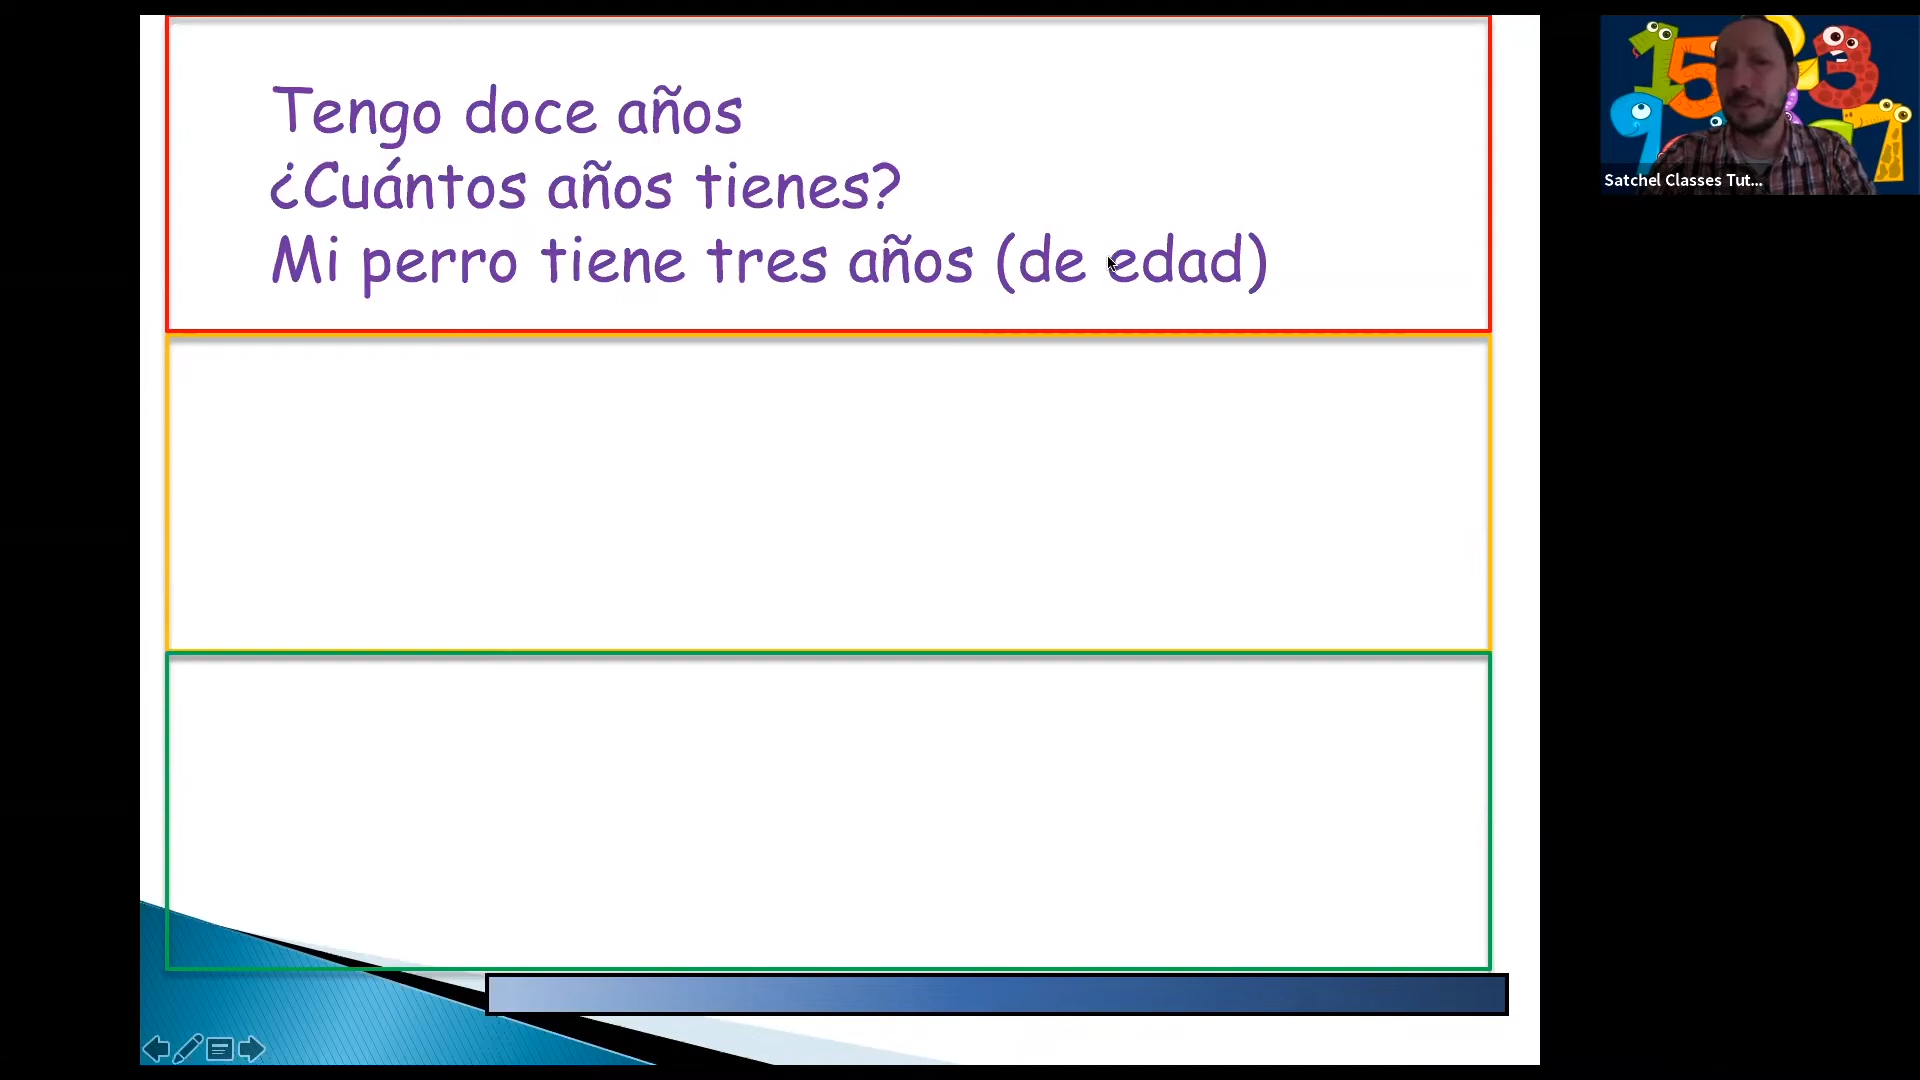 Tengo doce años
¿Cuántos años tienes?
Mi perro tiene tres años (de edad)
Satchel Classes Tut...